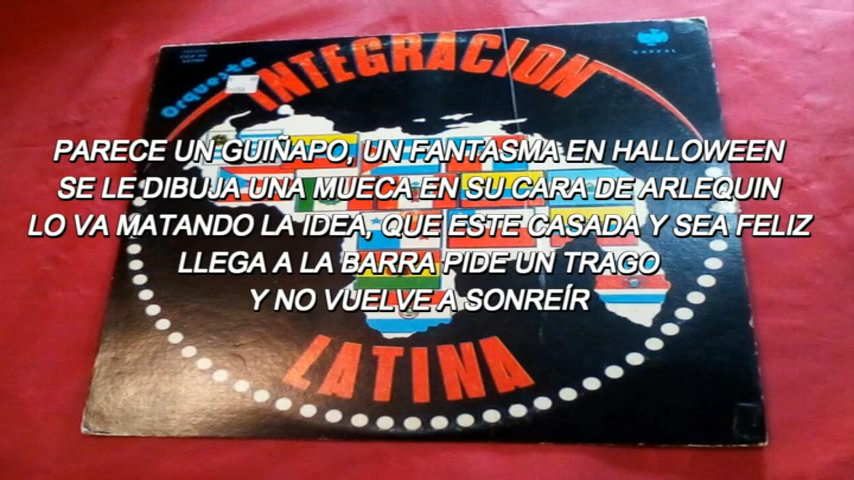 Orquesta
INTEGRACION
CABSAL
PARECE UN GUIÑAPO, UN FANTASMA EN HALLOWEEN
SE LE DIBUJA UNA MUECA EN SU CARA DE ARLEQUIN
LO VA MATANDO LA IDEA, QUE ESTE CASADA Y SEA FELIZ
LLEGA A LA BARRA PIDE UN TRAGO
Y NO VUELVE A SONREÍR
LATINA